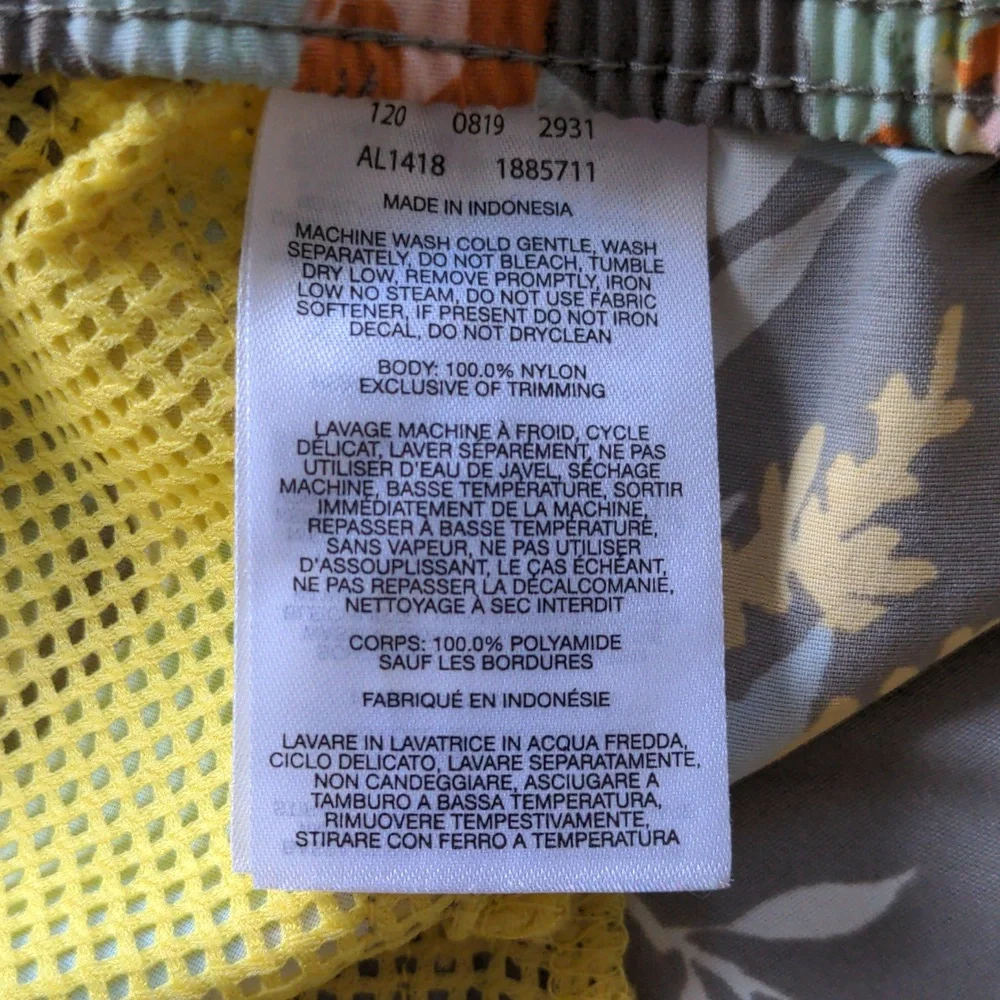 120 0819 2931
AL1418 1885711
MADE IN INDONESIA
MACHINE WASH COLD GENTLE, WASH
SEPARATELY, DO NOT BLEACH, TUMBLE
DRY LOW, REMOVE PROMPTLY, IRON
LOW NO STEAM, DO NOT USE FABRIC
SOFTENER, IF PRESENT DO NOT IRON
DECAL, DO NOT DRYCLEAN
BODY: 100.0% NYLON
EXCLUSIVE OF TRIMMING
LAVAGE MACHINE À FROID, CYCLE
DÉLICAT, LAVER SÉPARÉMENT, NE PAS
UTILISER D'EAU DE JAVEL, SÉCHAGE
MACHINE, BASSE TEMPÉRATURE, SORTIR
IMMÉDIATEMENT DE LA MACHINE,
REPASSER À BASSE TEMPÉRATURE,
SANS VAPEUR, NE PAS UTILISER
D'ASSOUPLISSANT, LE CAS ÉCHÉANT,
NE PAS REPASSER LA DÉCALCOMANIE,
NETTOYAGE À SEC INTERDIT
CORPS: 100.0% POLYAMIDE
SAUF LES BORDURES
FABRIQUÉ EN INDONÉSIE
LAVARE IN LAVATRICE IN ACQUA FREDDA,
CICLO DELICATO, LAVARE SEPARATAMENTE,
NON CANDEGGIARE, ASCIUGARE A
TAMBURO A BASSA TEMPERATURA,
RIMUOVERE TEMPESTIVAMENTE,
STIRARE CON FERRO A TEMPERATURA